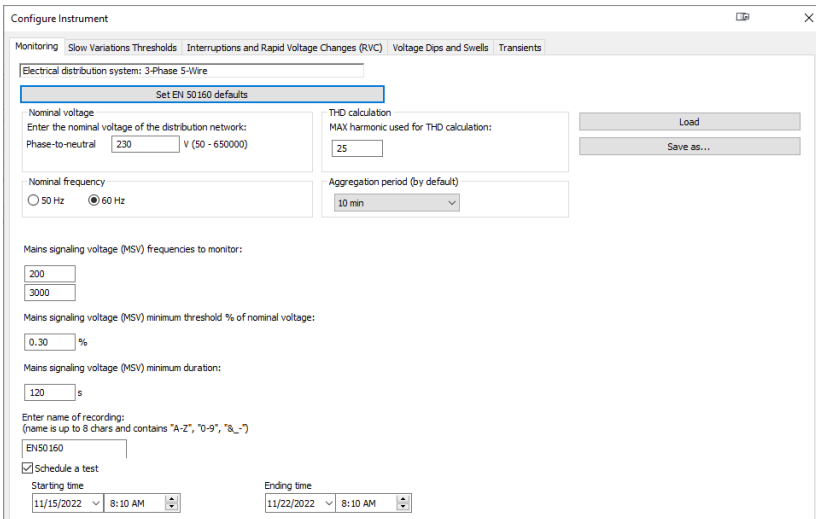 Configure Instrument
Monitoring Slow Variations Thresholds Interruptions and Rapid Voltage Changes (RVC) Voltage Dips and Swells Transients
Electrical distribution system: 3-Phase 5-Wire
Set EN 50160 defaults
Nominal voltage
Enter the nominal voltage of the distribution network:
Phase-to-neutral 230 V (50 - 650000)
THD calculation
MAX harmonic used for THD calculation:
25
Load
Save as...
Nominal frequency
50 Hz 60 Hz
Aggregation period (by default)
10 min
Mains signaling voltage (MSV) frequencies to monitor:
200
3000
Mains signaling voltage (MSV) minimum threshold % of nominal voltage:
0.30 %
Mains signaling voltage (MSV) minimum duration:
120 s
Enter name of recording:
(name is up to 8 chars and contains "A-Z", "0-9", "&_-")
EN50160
Schedule a test
Starting time Ending time
11/15/2022 8:10 AM 11/22/2022 8:10 AM